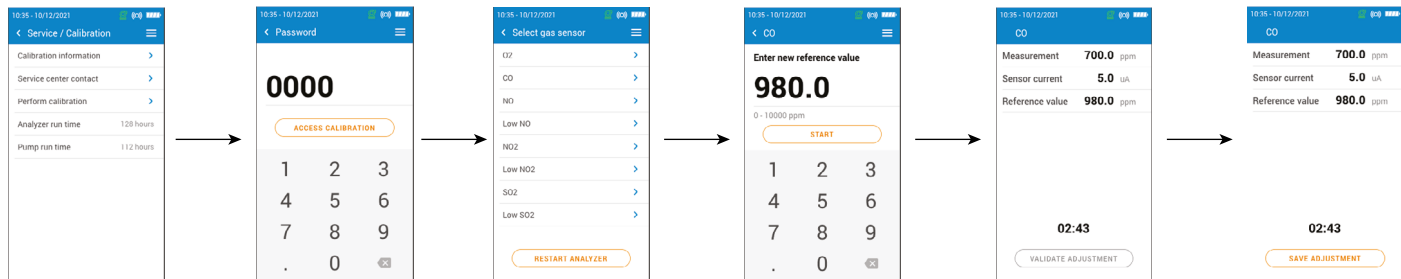 10:35 - 10/12/2021
Service / Calibration
Calibration information
Service center contact
Perform calibration
Analyzer run time 128 hours
Pump run time 112 hours
10:35 - 10/12/2021
Password
0000
ACCESS CALIBRATION
1 2 3
4 5 6
7 8 9
. 0
10:35 - 10/12/2021
Select gas sensor
O2
CO
NO
Low NO
NO2
Low NO2
SO2
Low SO2
RESTART ANALYZER
10:35 - 10/12/2021
CO
Enter new reference value
980.0
0 - 10000 ppm
START
1 2 3
4 5 6
7 8 9
. 0
10:35 - 10/12/2021
CO
Measurement 700.0 ppm
Sensor current 5.0 uA
Reference value 980.0 ppm
02:43
VALIDATE ADJUSTMENT
10:35 - 10/12/2021
CO
Measurement 700.0 ppm
Sensor current 5.0 uA
Reference value 980.0 ppm
02:43
SAVE ADJUSTMENT